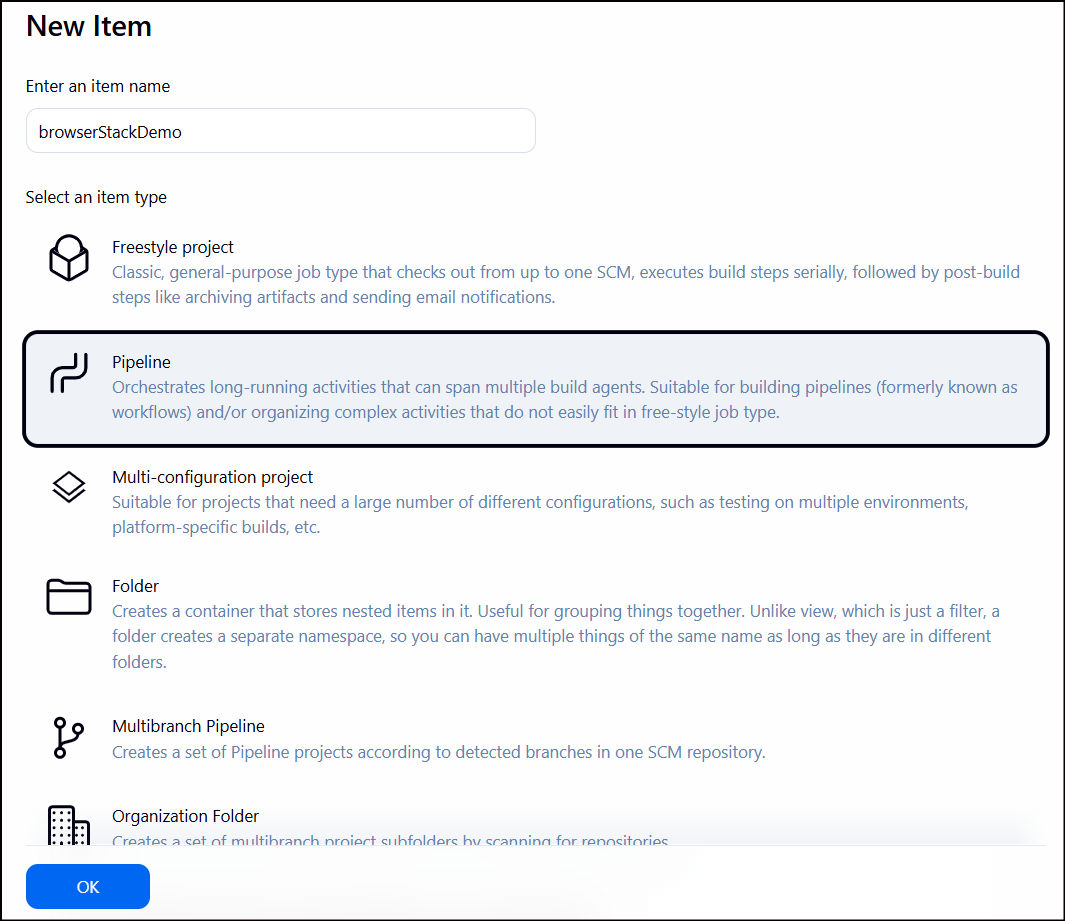 New Item
Enter an item name
browserStackDemo
Select an item type
Freestyle project
Classic, general-purpose job type that checks out from up to one SCM, executes build steps serially, followed by post-build
steps like archiving artifacts and sending email notifications.
Pipeline
Orchestrates long-running activities that can span multiple build agents. Suitable for building pipelines (formerly known as
workflows) and/or organizing complex activities that do not easily fit in free-style job type.
Multi-configuration project
Suitable for projects that need a large number of different configurations, such as testing on multiple environments,
platform-specific builds, etc.
Folder
Creates a container that stores nested items in it. Useful for grouping things together. Unlike view, which is just a filter, a
folder creates a separate namespace, so you can have multiple things of the same name as long as they are in different
folders.
Multibranch Pipeline
Creates a set of Pipeline projects according to detected branches in one SCM repository.
Organization Folder
Creates a set of multibranch project subfolders by scanning for repositories.
OK